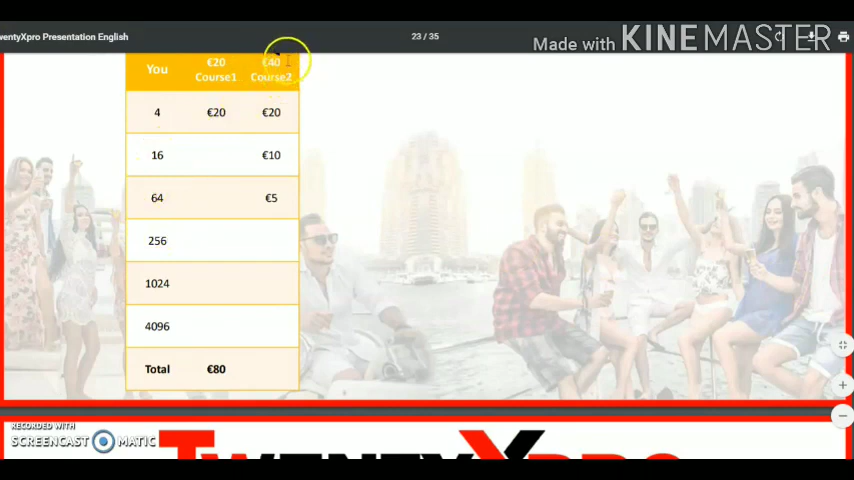 wentyXpro Presentation English
23 / 35
Made with KINEMASTER
You €20 Course1 €40 Course2
4 €20 €20
16 €10
64 €5
256
1024
4096
Total €80
RECORDED WITH
SCREENCAST MATIC
TWENTYXPRO